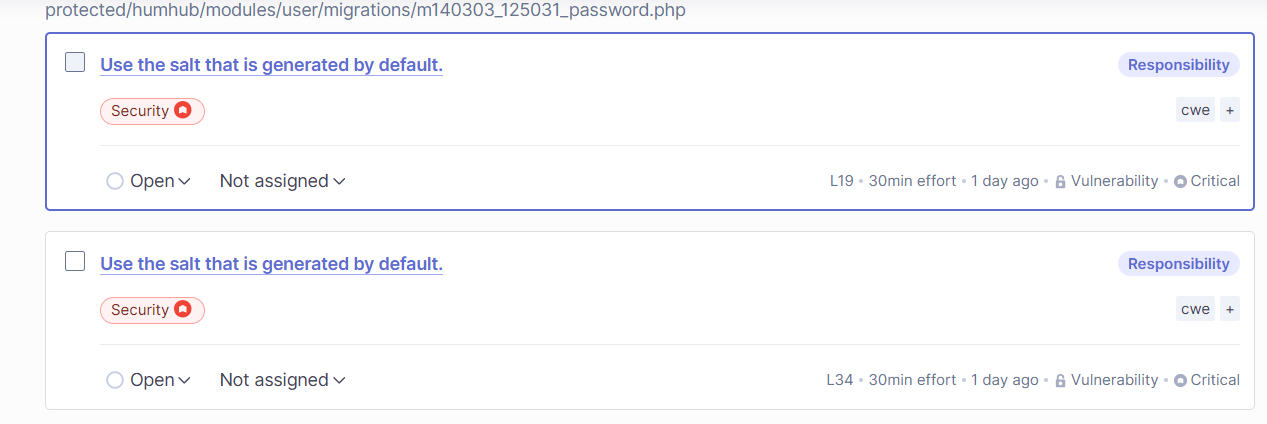 protected/humhub/modules/user/migrations/m140303_125031_password.php
Use the salt that is generated by default. Responsibility
Security cwe +
Open Not assigned L19 • 30min effort • 1 day ago • Vulnerability • Critical
Use the salt that is generated by default. Responsibility
Security cwe +
Open Not assigned L34 • 30min effort • 1 day ago • Vulnerability • Critical